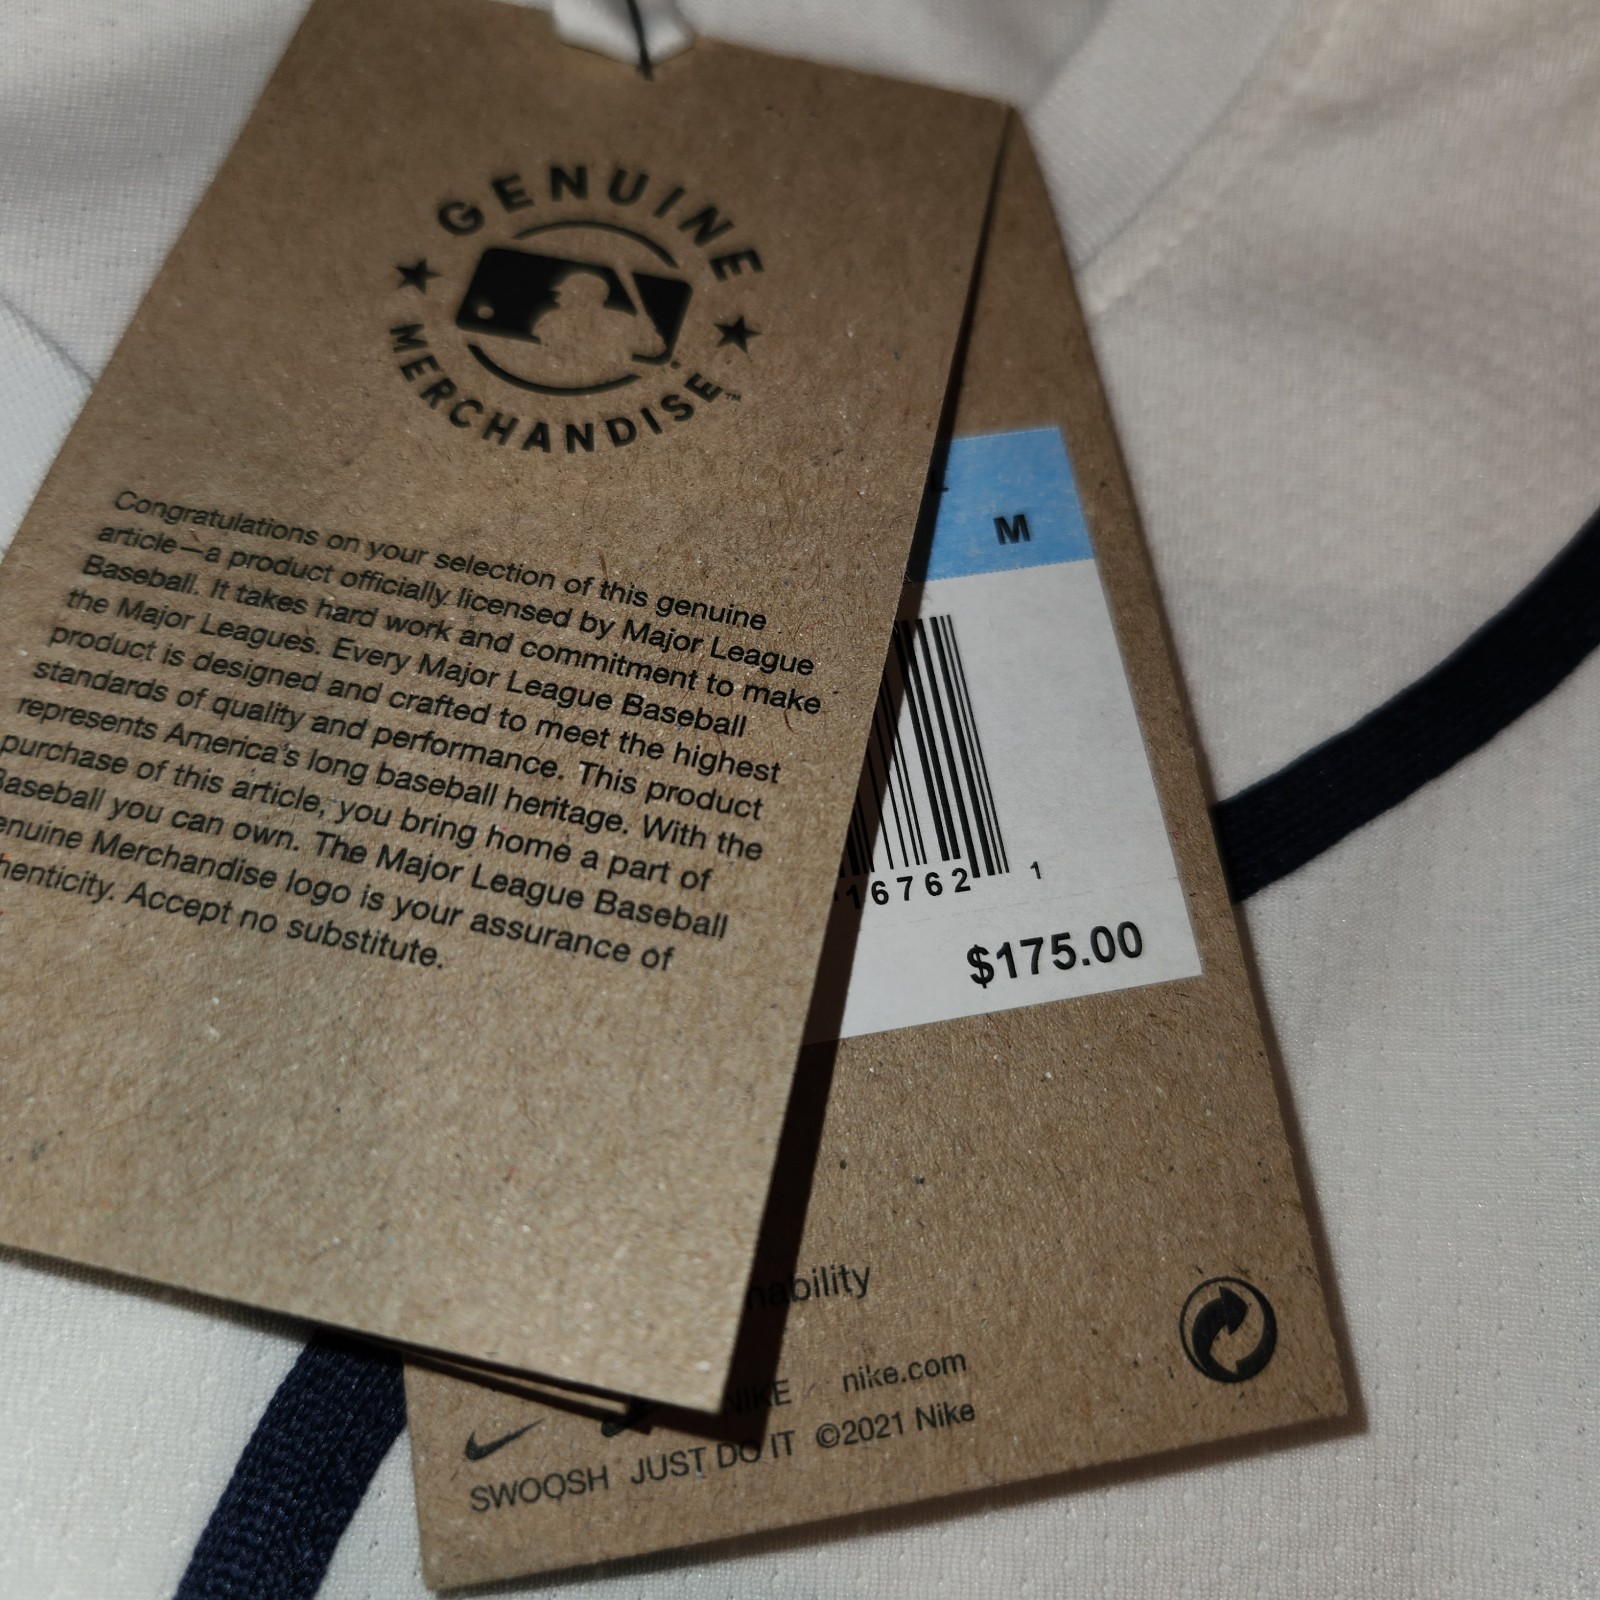 GENUINE
MERCHANDISE™
Congratulations on your selection of this genuine
article—a product officially licensed by Major League
Baseball. It takes hard work and commitment to make
the Major Leagues. Every Major League Baseball
product is designed and crafted to meet the highest
standards of quality and performance. This product
represents America's long baseball heritage. With the
purchase of this article, you bring home a part of
Baseball you can own. The Major League Baseball
enuine Merchandise logo is your assurance of
henticity. Accept no substitute.
M
16762 1
$175.00
nability
NIKE nike.com
SWOOSH JUST DO IT ©2021 Nike